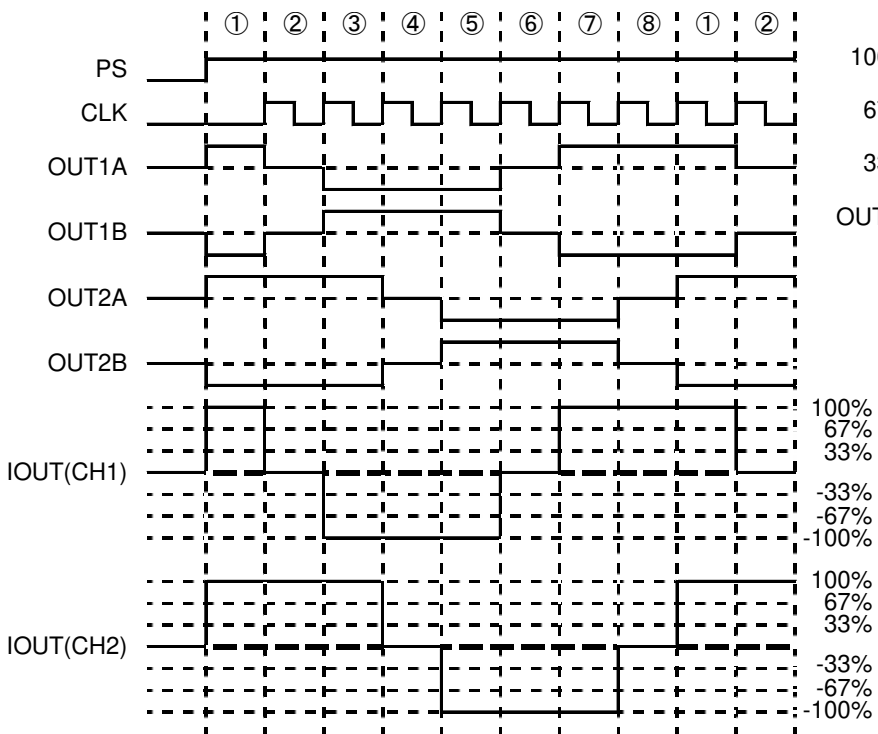 ① ② ③ ④ ⑤ ⑥ ⑦ ⑧ ① ②
PS
CLK
OUT1A
OUT1B
OUT2A
OUT2B
IOUT(CH1)
100%
67%
33%
-33%
-67%
-100%
IOUT(CH2)
100%
67%
33%
-33%
-67%
-100%